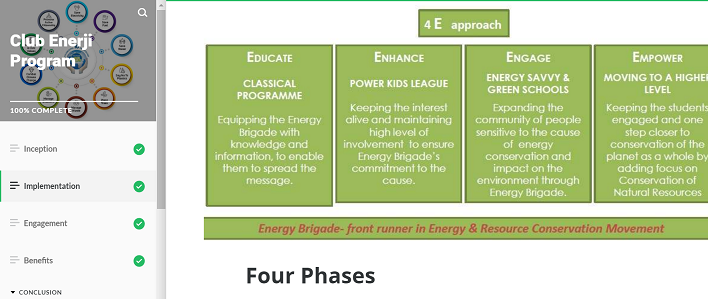 Club Enerji
Program
100% COMPLETE
Inception
Implementation
Engagement
Benefits
CONCLUSION
4 E approach
EDUCATE
CLASSICAL
PROGRAMME
Equipping the Energy
Brigade with
knowledge and
information, to enable
them to spread the
message.
ENHANCE
POWER KIDS LEAGUE
Keeping the interest
alive and maintaining
high level of
involvement to ensure
Energy Brigade's
commitment to the
cause.
ENGAGE
ENERGY SAVVY &
GREEN SCHOOLS
Expanding the
community of people
sensitive to the cause
of energy
conservation and
impact on the
environment through
Energy Brigade.
EMPOWER
MOVING TO A HIGHER
LEVEL
Keeping the students
engaged and one
step closer to
conservation of the
planet as a whole by
adding focus on
Conservation of
Natural Resources
Energy Brigade- front runner in Energy & Resource Conservation Movement
Four Phases